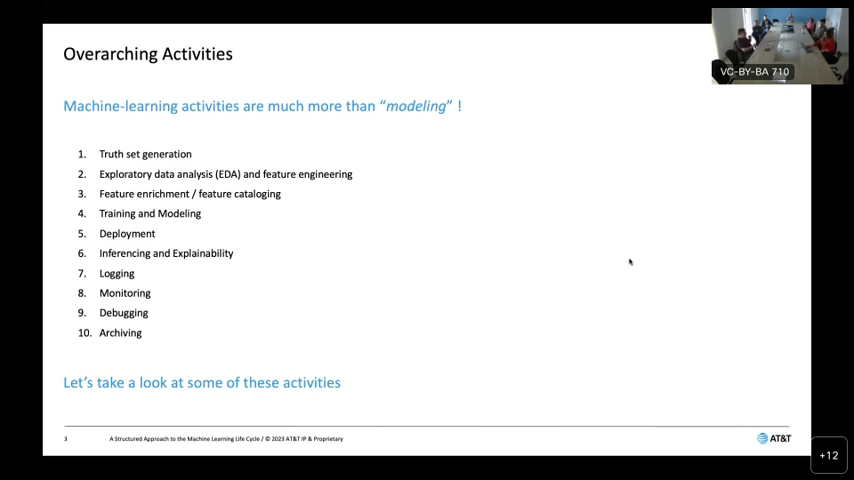 Overarching Activities
Machine-learning activities are much more than “modeling” !
1. Truth set generation
2. Exploratory data analysis (EDA) and feature engineering
3. Feature enrichment / feature cataloging
4. Training and Modeling
5. Deployment
6. Inferencing and Explainability
7. Logging
8. Monitoring
9. Debugging
10. Archiving
Let’s take a look at some of these activities
3 A Structured Approach to the Machine Learning Life Cycle / © 2023 AT&T IP & Proprietary
AT&T
VC-BY-BA 710
+12